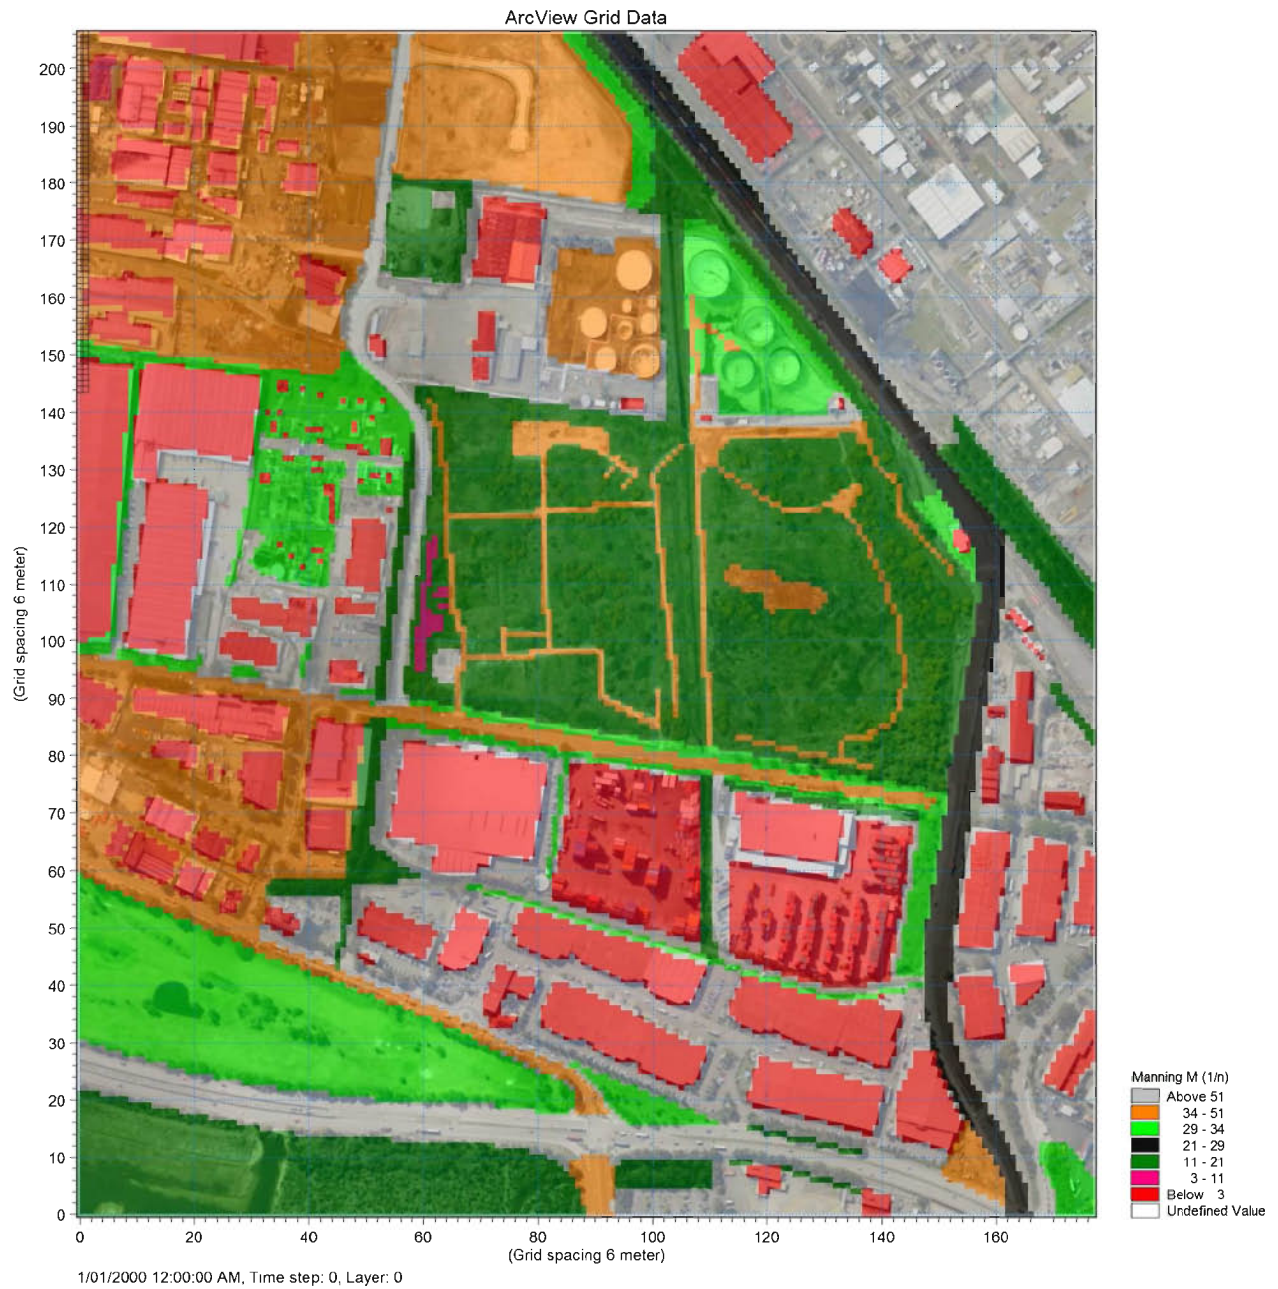 ArcView Grid Data
200
190
180
170
160
150
140
130
120
110
100
90
80
70
60
50
40
30
20
10
0
(Grid spacing 6 meter)
0 20 40 60 80 100 120 140 160
(Grid spacing 6 meter)
1/01/2000 12:00:00 AM, Time step: 0, Layer: 0
Manning M (1/n)
Above 51
34 - 51
29 - 34
21 - 29
11 - 21
3 - 11
Below 3
Undefined Value